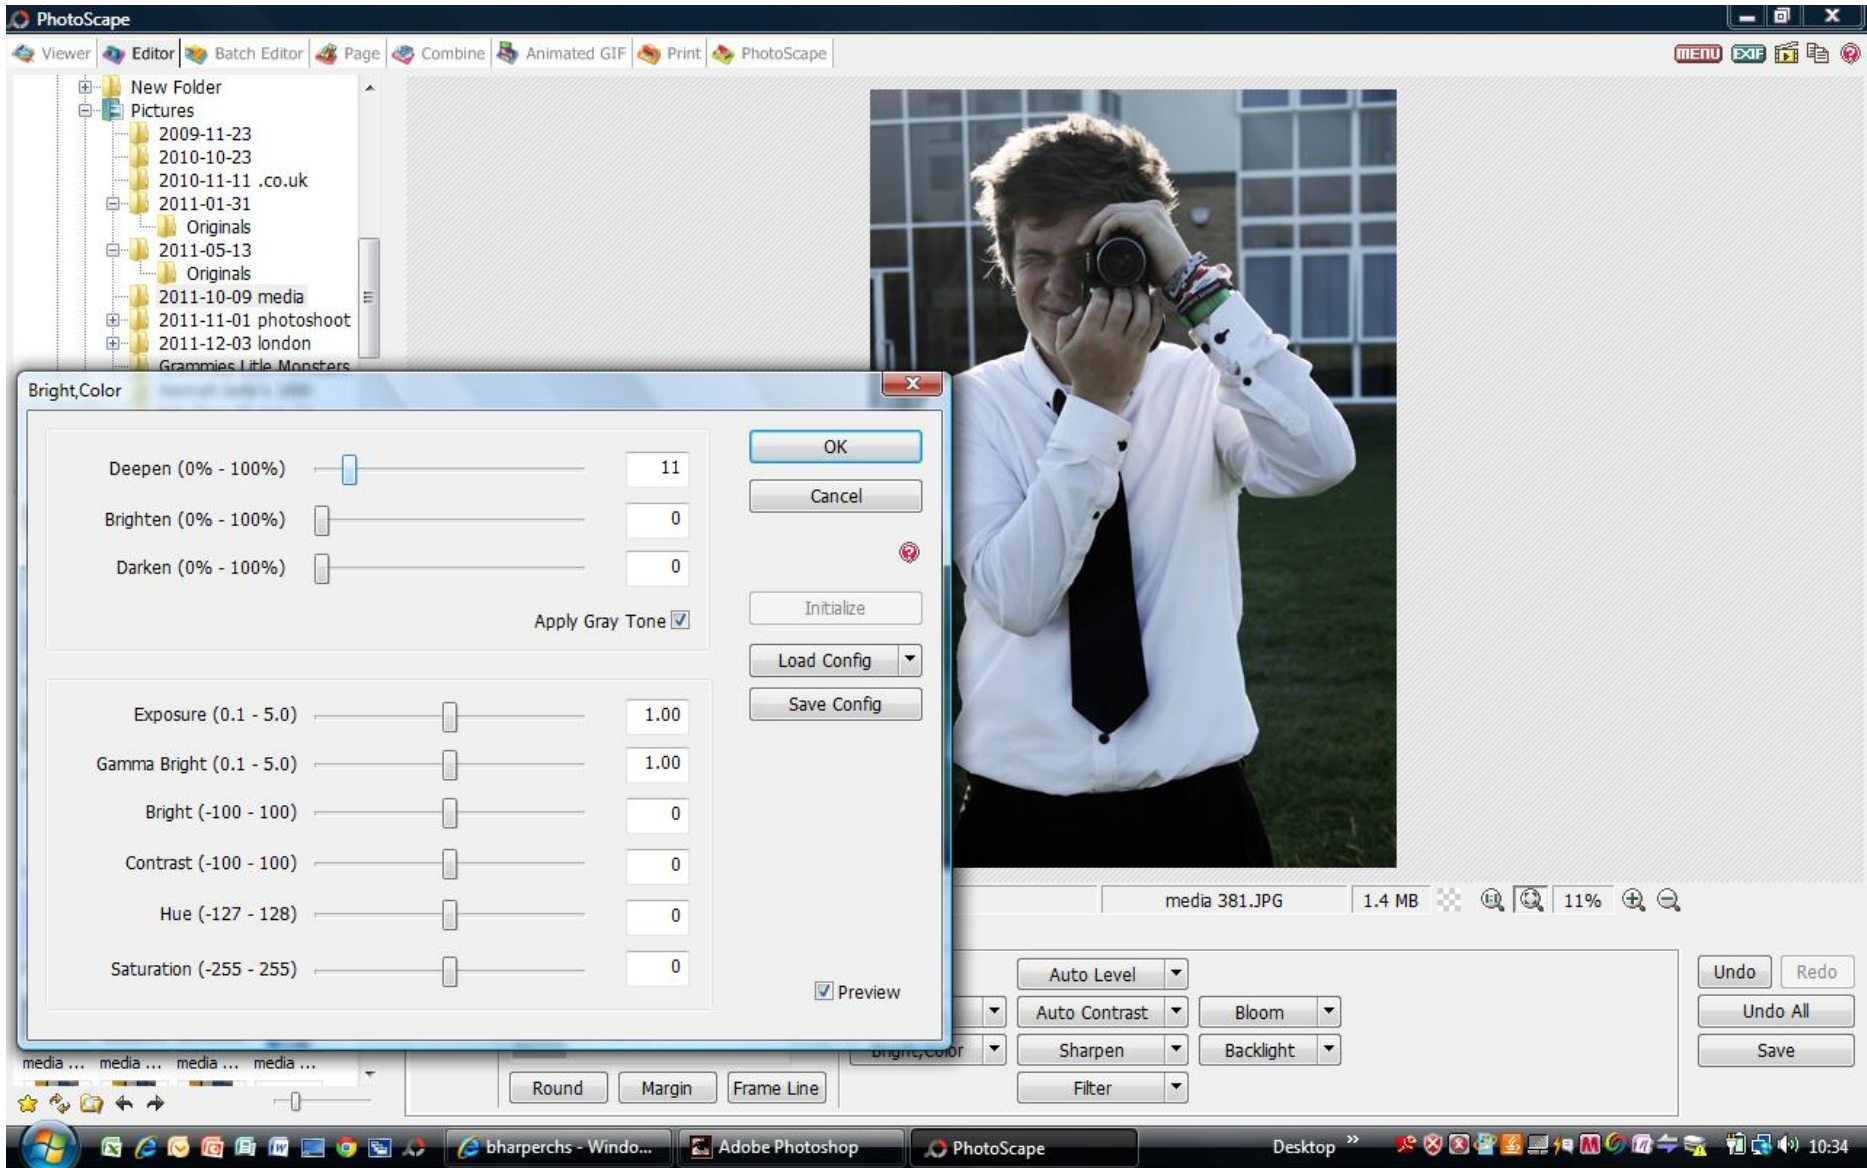 PhotoScape
Viewer Editor Batch Editor Page Combine Animated GIF Print PhotoScape
MENU EXIF
New Folder
Pictures
2009-11-23
2010-10-23
2010-11-11 .co.uk
2011-01-31
Originals
2011-05-13
Originals
2011-10-09 media
2011-11-01 photoshoot
2011-12-03 london
Grammies Litle Monsters
Bright,Color
Deepen (0% - 100%) 11
Brighten (0% - 100%) 0
Darken (0% - 100%) 0
Apply Gray Tone
Exposure (0.1 - 5.0) 1.00
Gamma Bright (0.1 - 5.0) 1.00
Bright (-100 - 100) 0
Contrast (-100 - 100) 0
Hue (-127 - 128) 0
Saturation (-255 - 255) 0
OK
Cancel
Initialize
Load Config
Save Config
Preview
media 381.JPG 1.4 MB 11%
Auto Level
Auto Contrast Bloom
Bright,Color Sharpen Backlight
Filter
Undo Redo
Undo All
Save
media ... media ... media ... media ...
Round Margin Frame Line
bharperchs - Windo... Adobe Photoshop PhotoScape Desktop » 10:34